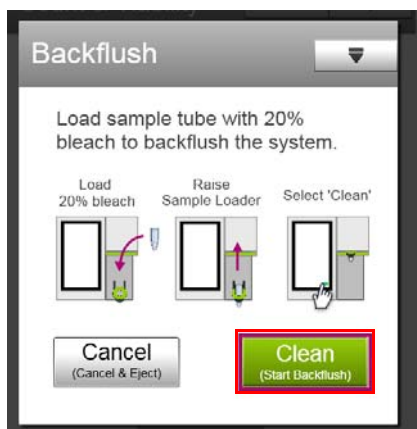 Backflush
Load sample tube with 20%
bleach to backflush the system.
Load
20% bleach
Raise
Sample Loader
Select 'Clean'
Cancel
(Cancel & Eject)
Clean
(Start Backflush)